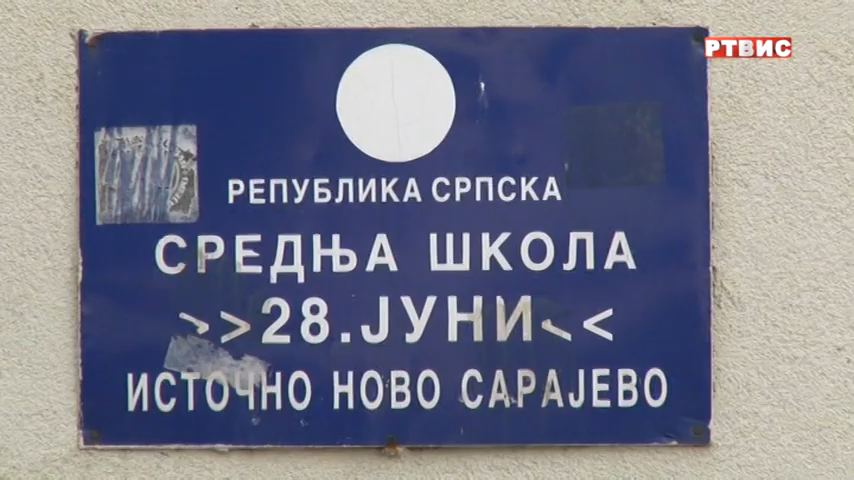 РТВИС
РЕПУБЛИКА СРПСКА
СРЕДЊА ШКОЛА
>>28.ЈУНИ<<
ИСТОЧНО НОВО САРАЈЕВО